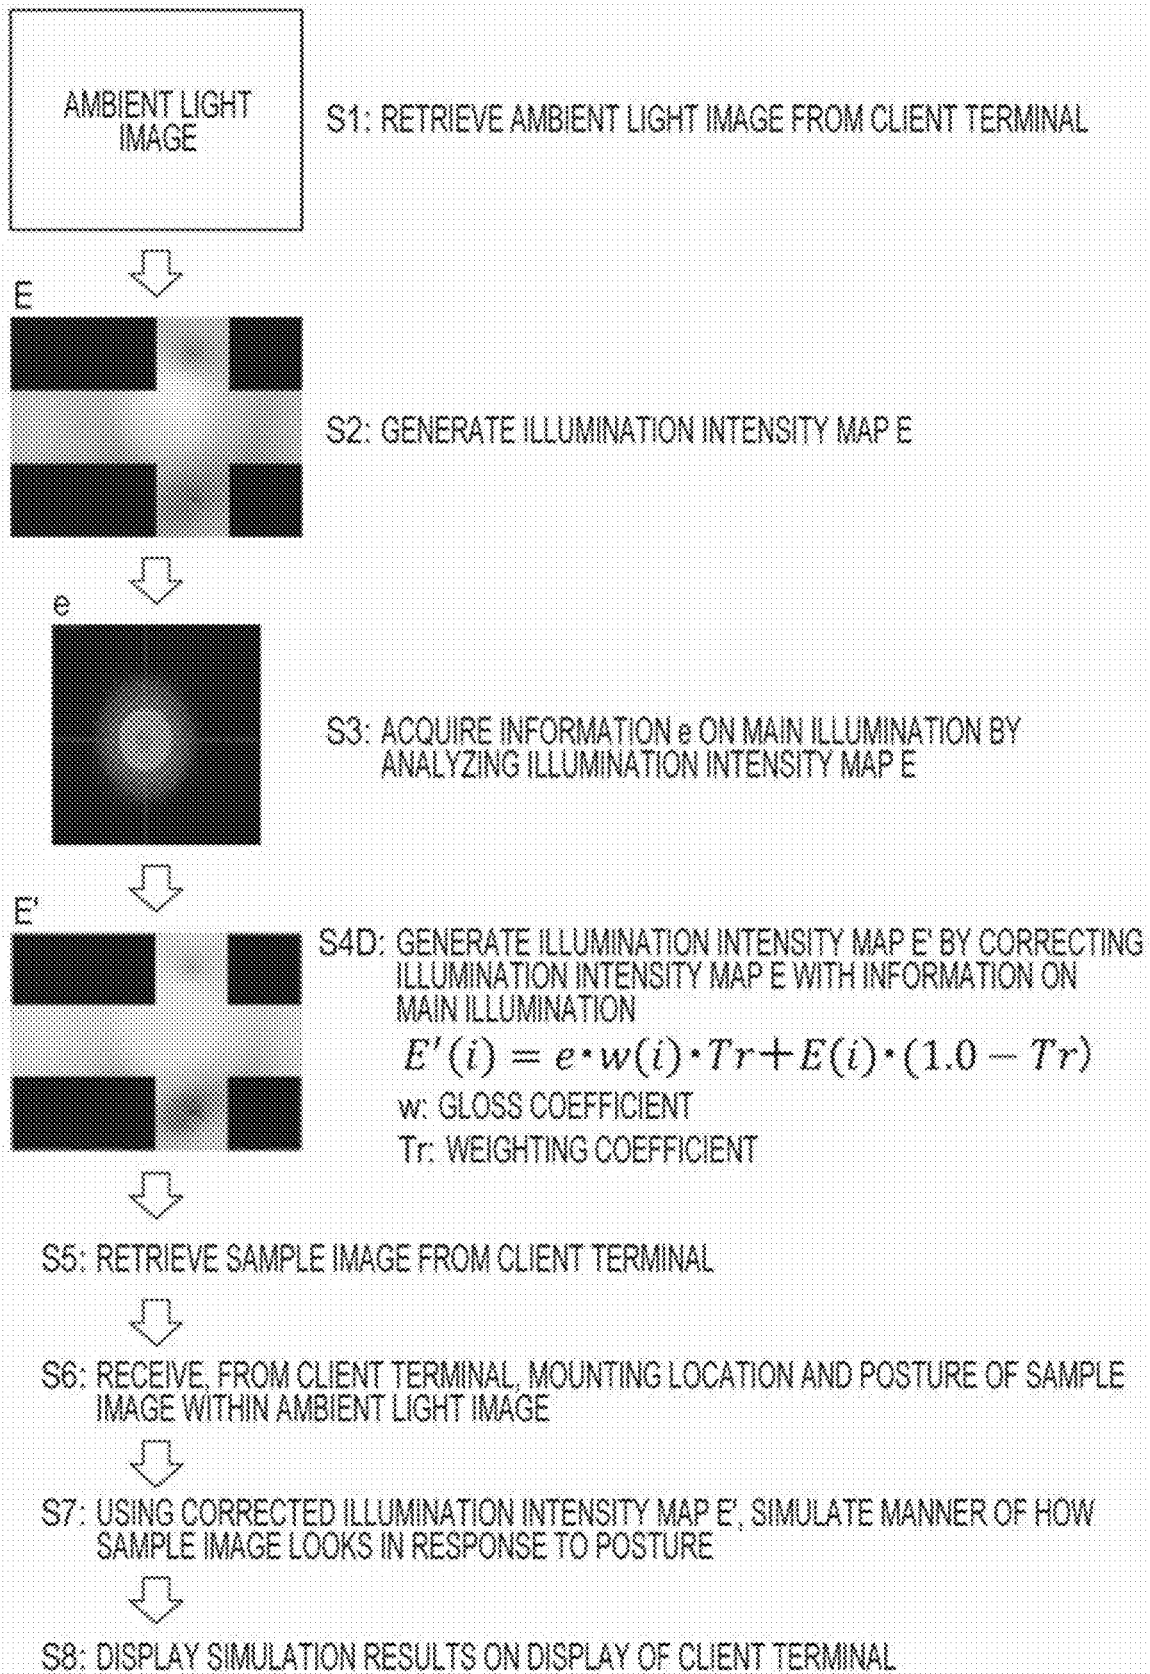 AMBIENT LIGHT
IMAGE
S1: RETRIEVE AMBIENT LIGHT IMAGE FROM CLIENT TERMINAL
E
S2: GENERATE ILLUMINATION INTENSITY MAP E
e
S3: ACQUIRE INFORMATION e ON MAIN ILLUMINATION BY
ANALYZING ILLUMINATION INTENSITY MAP E
E'
S4D: GENERATE ILLUMINATION INTENSITY MAP E' BY CORRECTING
ILLUMINATION INTENSITY MAP E WITH INFORMATION ON
MAIN ILLUMINATION
E'(i) = e·w(i)·Tr+E(i)·(1.0 − Tr)
w: GLOSS COEFFICIENT
Tr: WEIGHTING COEFFICIENT
S5: RETRIEVE SAMPLE IMAGE FROM CLIENT TERMINAL
S6: RECEIVE, FROM CLIENT TERMINAL, MOUNTING LOCATION AND POSTURE OF SAMPLE
IMAGE WITHIN AMBIENT LIGHT IMAGE
S7: USING CORRECTED ILLUMINATION INTENSITY MAP E', SIMULATE MANNER OF HOW
SAMPLE IMAGE LOOKS IN RESPONSE TO POSTURE
S8: DISPLAY SIMULATION RESULTS ON DISPLAY OF CLIENT TERMINAL